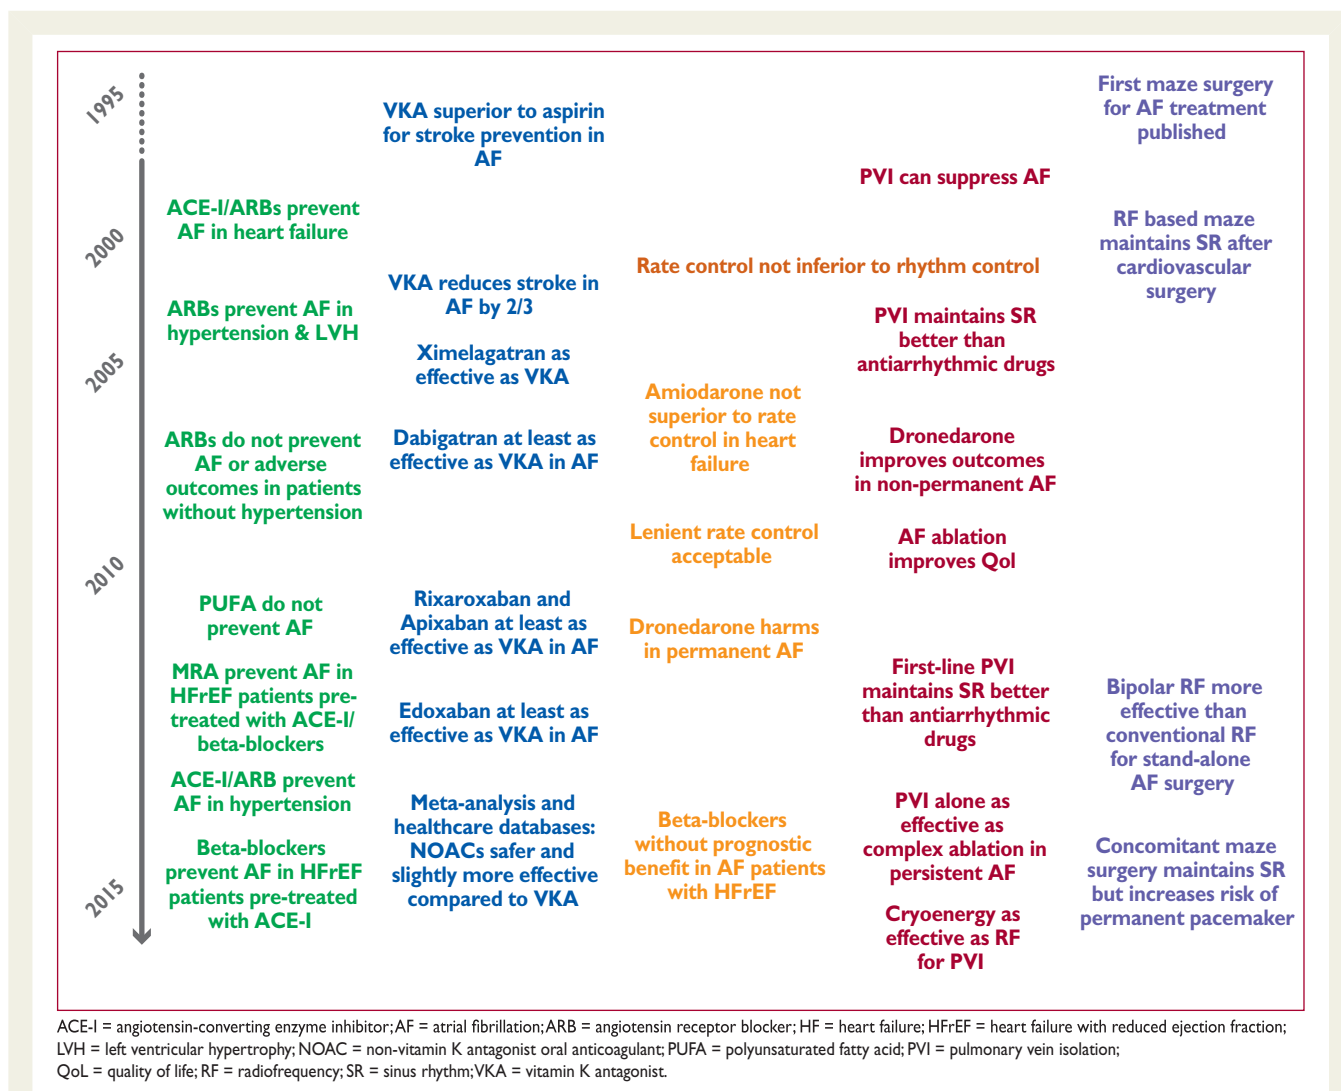 1995
2000
2005
2010
2015
ACE-I/ARBs prevent
AF in heart failure
ARBs prevent AF in
hypertension & LVH
ARBs do not prevent
AF or adverse
outcomes in patients
without hypertension
PUFA do not
prevent AF
MRA prevent AF in
HFrEF patients pre-
treated with ACE-I/
beta-blockers
ACE-I/ARB prevent
AF in hypertension
Beta-blockers
prevent AF in HFrEF
patients pre-treated
with ACE-I
VKA superior to aspirin
for stroke prevention in
AF
VKA reduces stroke in
AF by 2/3
Ximelagatran as
effective as VKA
Dabigatran at least as
effective as VKA in AF
Rixaroxaban and
Apixaban at least as
effective as VKA in AF
Edoxaban at least as
effective as VKA in AF
Meta-analysis and
healthcare databases:
NOACs safer and
slightly more effective
compared to VKA
Rate control not inferior to rhythm control
Amiodarone not
superior to rate
control in heart
failure
Lenient rate control
acceptable
Dronedarone harms
in permanent AF
Beta-blockers
without prognostic
benefit in AF patients
with HFrEF
PVI can suppress AF
PVI maintains SR
better than
antiarrhythmic drugs
Dronedarone
improves outcomes
in non-permanent AF
AF ablation
improves Qol
First-line PVI
maintains SR better
than antiarrhythmic
drugs
PVI alone as
effective as
complex ablation in
persistent AF
Cryoenergy as
effective as RF
for PVI
First maze surgery
for AF treatment
published
RF based maze
maintains SR after
cardiovascular
surgery
Bipolar RF more
effective than
conventional RF
for stand-alone
AF surgery
Concomitant maze
surgery maintains SR
but increases risk of
permanent pacemaker
ACE-I = angiotensin-converting enzyme inhibitor; AF = atrial fibrillation; ARB = angiotensin receptor blocker; HF = heart failure; HFrEF = heart failure with reduced ejection fraction;
LVH = left ventricular hypertrophy; NOAC = non-vitamin K antagonist oral anticoagulant; PUFA = polyunsaturated fatty acid; PVI = pulmonary vein isolation;
QoL = quality of life; RF = radiofrequency; SR = sinus rhythm; VKA = vitamin K antagonist.